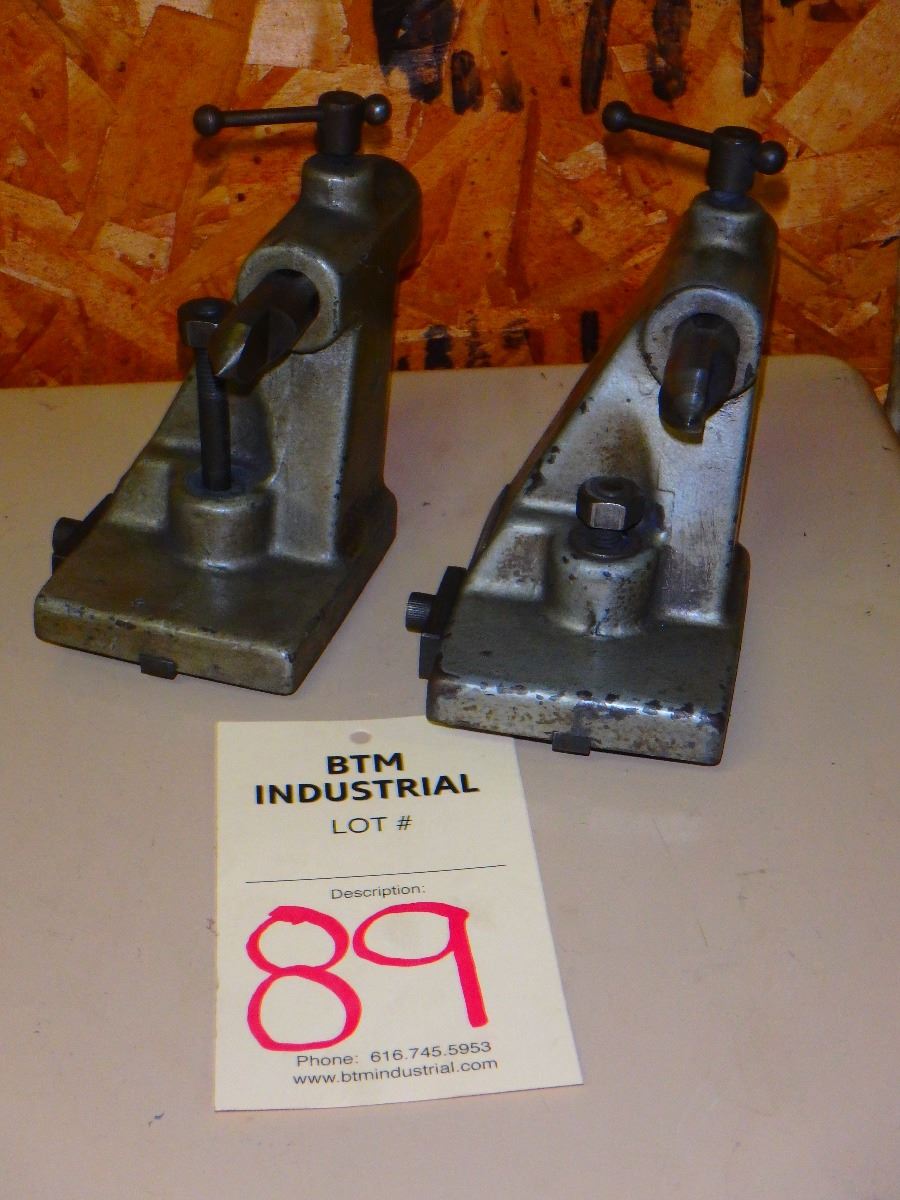 BTM
INDUSTRIAL
LOT #
Description:
89
Phone: 616.745.5953
www.btmindustrial.com